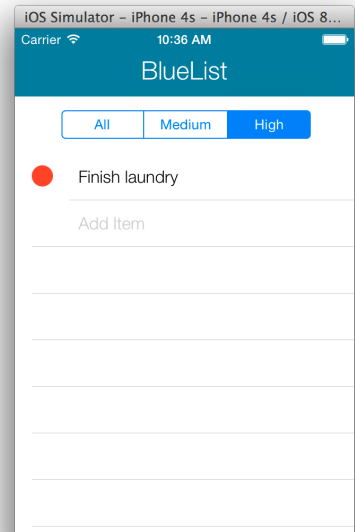 iOS Simulator – iPhone 4s – iPhone 4s / iOS 8...
Carrier 10:36 AM
BlueList
All Medium High
Finish laundry
Add Item